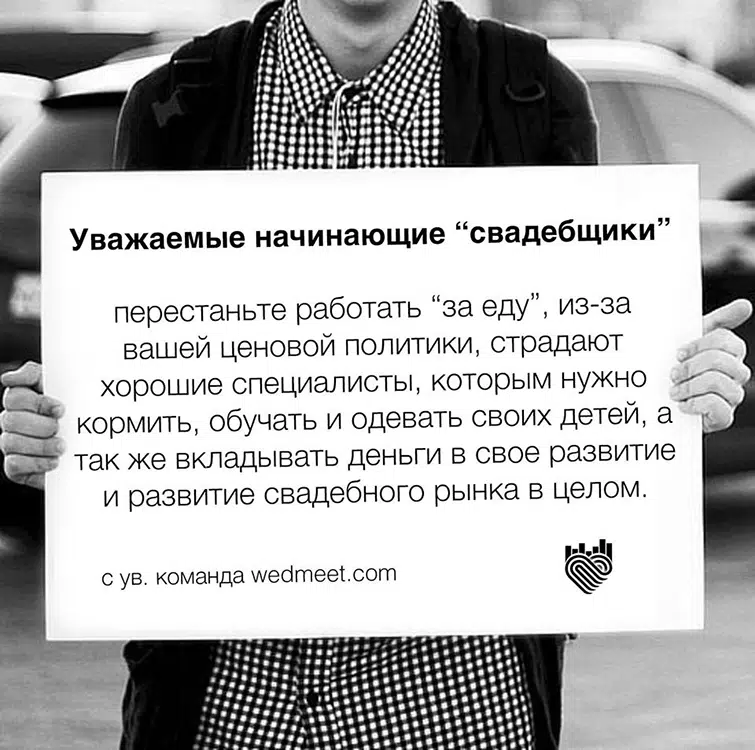 Уважаемые начинающие “свадебщики”
перестаньте работать “за еду”, из-за
вашей ценовой политики, страдают
хорошие специалисты, которым нужно
кормить, обучать и одевать своих детей, а
так же вкладывать деньги в свое развитие
и развитие свадебного рынка в целом.
с ув. команда wedmeet.com